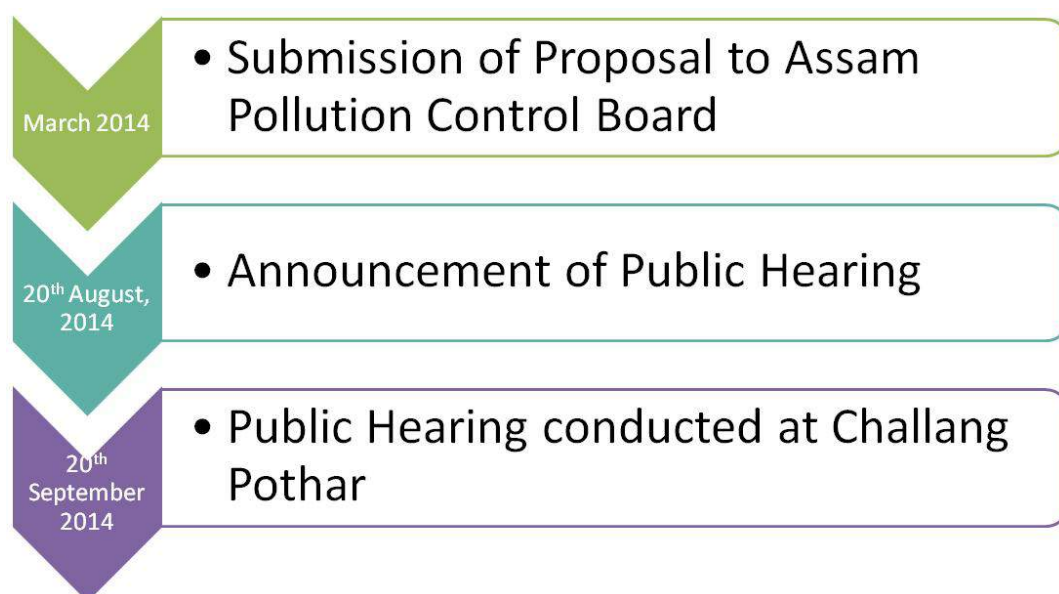 March 2014
• Submission of Proposal to Assam
Pollution Control Board
20th August,
2014
• Announcement of Public Hearing
20th
September
2014
• Public Hearing conducted at Challang
Pothar